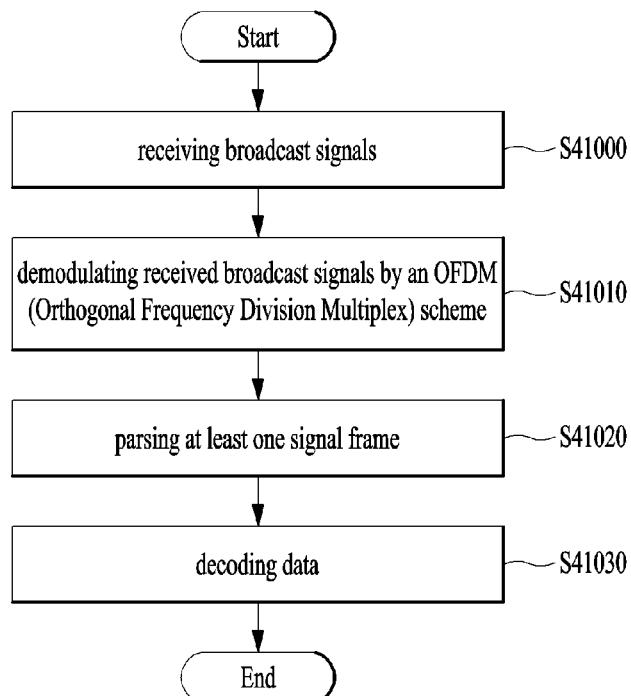 Start
receiving broadcast signals
S41000
demodulating received broadcast signals by an OFDM
(Orthogonal Frequency Division Multiplex) scheme
S41010
parsing at least one signal frame
S41020
decoding data
S41030
End